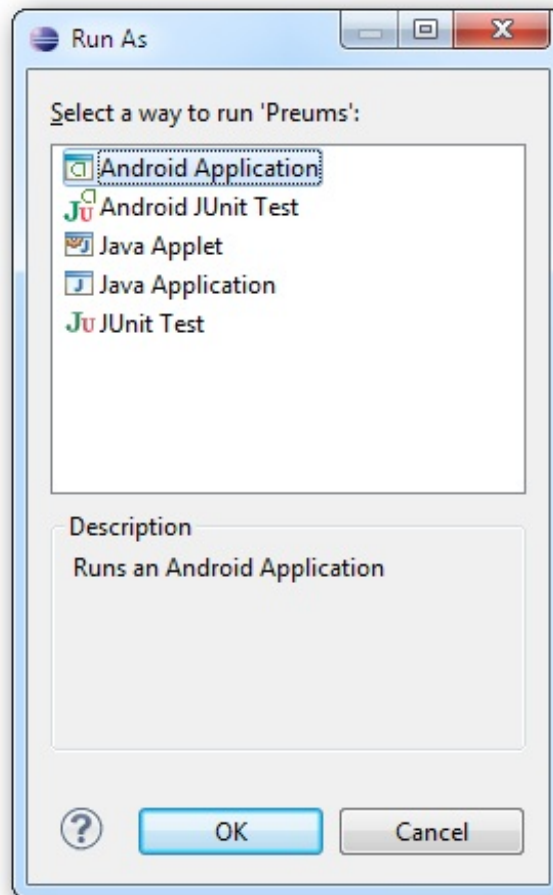 Run As
Select a way to run 'Preums':
Android Application
Android JUnit Test
Java Applet
Java Application
JUnit Test
Description
Runs an Android Application
OK
Cancel